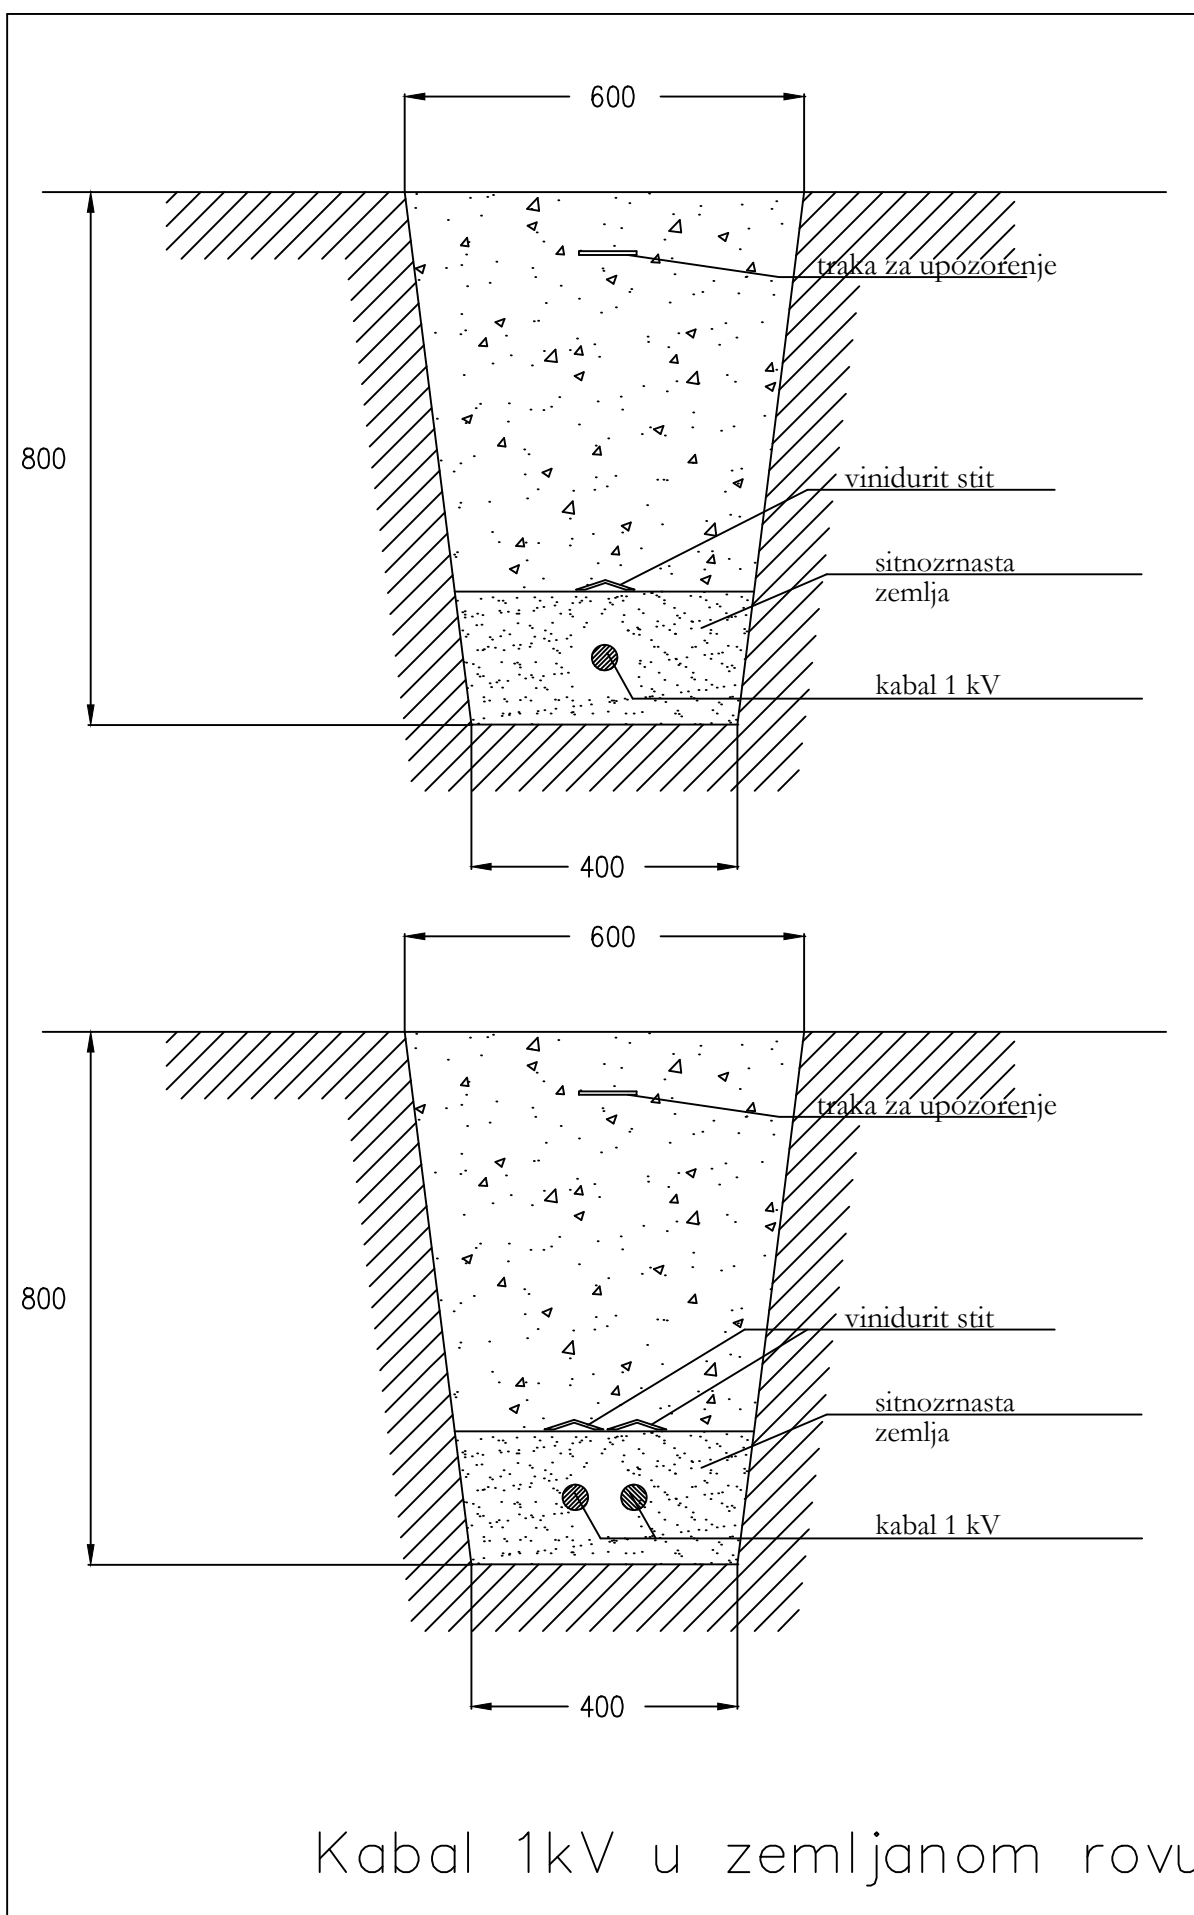 600
traka za upozorenje
800
vinidurit stit
sitnozrnasta
zemlja
kabal 1 kV
400
600
traka za upozorenje
800
vinidurit stit
sitnozrnasta
zemlja
kabal 1 kV
400
Kabal 1kV u zemljanom rovu